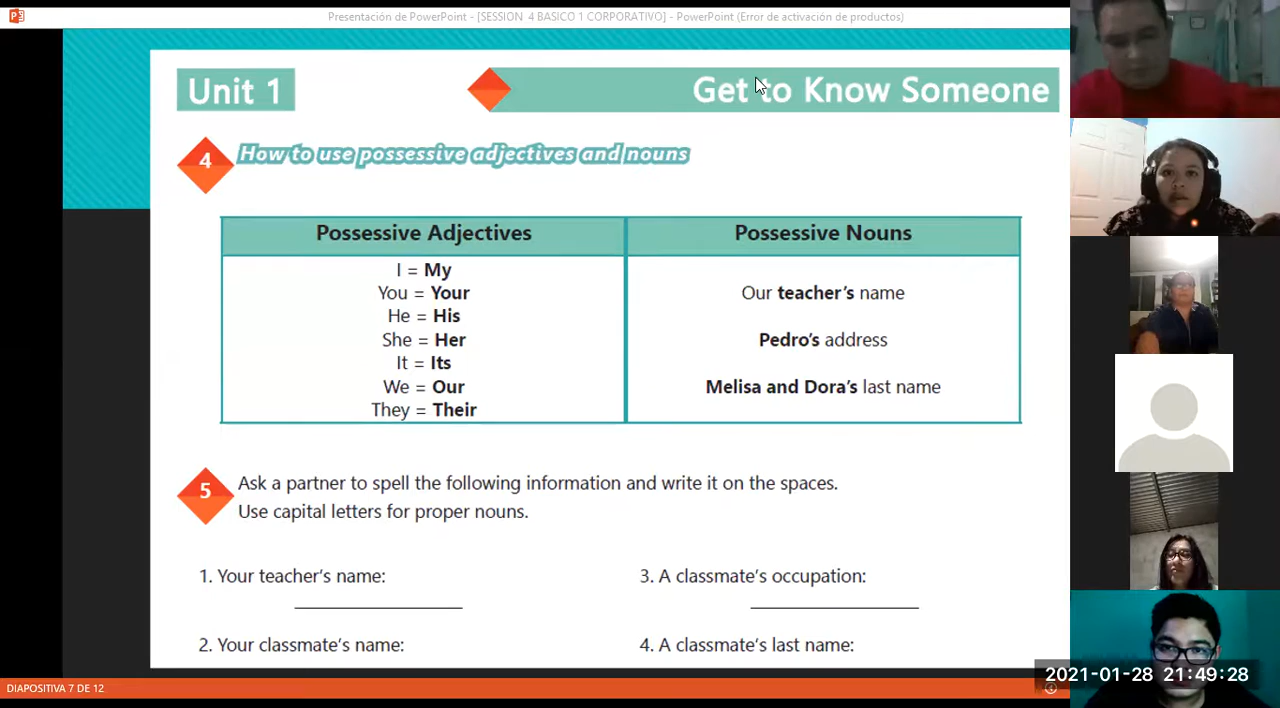 Presentación de PowerPoint - [SESSION 4 BASICO 1 CORPORATIVO] - PowerPoint (Error de activación de productos)
Unit 1
Get to Know Someone
4
How to use possessive adjectives and nouns
Possessive Adjectives
Possessive Nouns
I = My
You = Your
He = His
She = Her
It = Its
We = Our
They = Their
Our teacher's name
Pedro's address
Melisa and Dora's last name
5
Ask a partner to spell the following information and write it on the spaces.
Use capital letters for proper nouns.
1. Your teacher's name:
3. A classmate's occupation:
2. Your classmate's name:
4. A classmate's last name:
2021-01-28 21:49:28
DIAPOSITIVA 7 DE 12